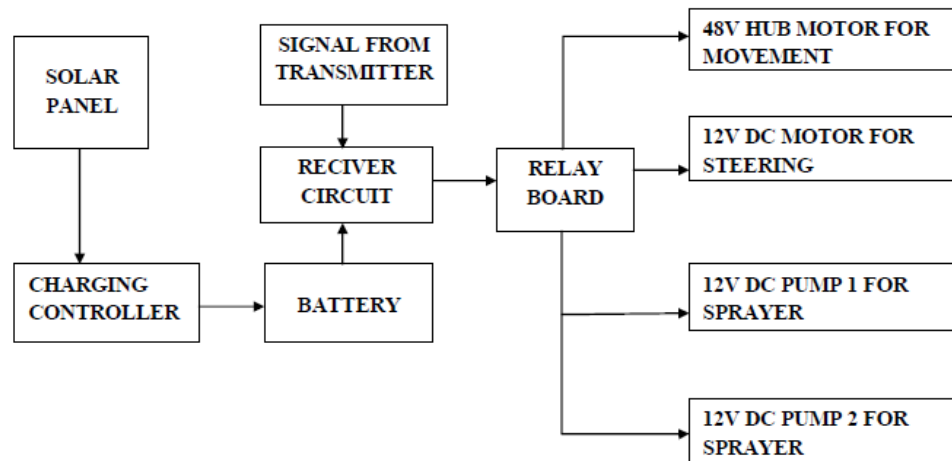 SOLAR
PANEL
SIGNAL FROM
TRANSMITTER
48V HUB MOTOR FOR
MOVEMENT
RECIVER
CIRCUIT
RELAY
BOARD
12V DC MOTOR FOR
STEERING
CHARGING
CONTROLLER
BATTERY
12V DC PUMP 1 FOR
SPRAYER
12V DC PUMP 2 FOR
SPRAYER